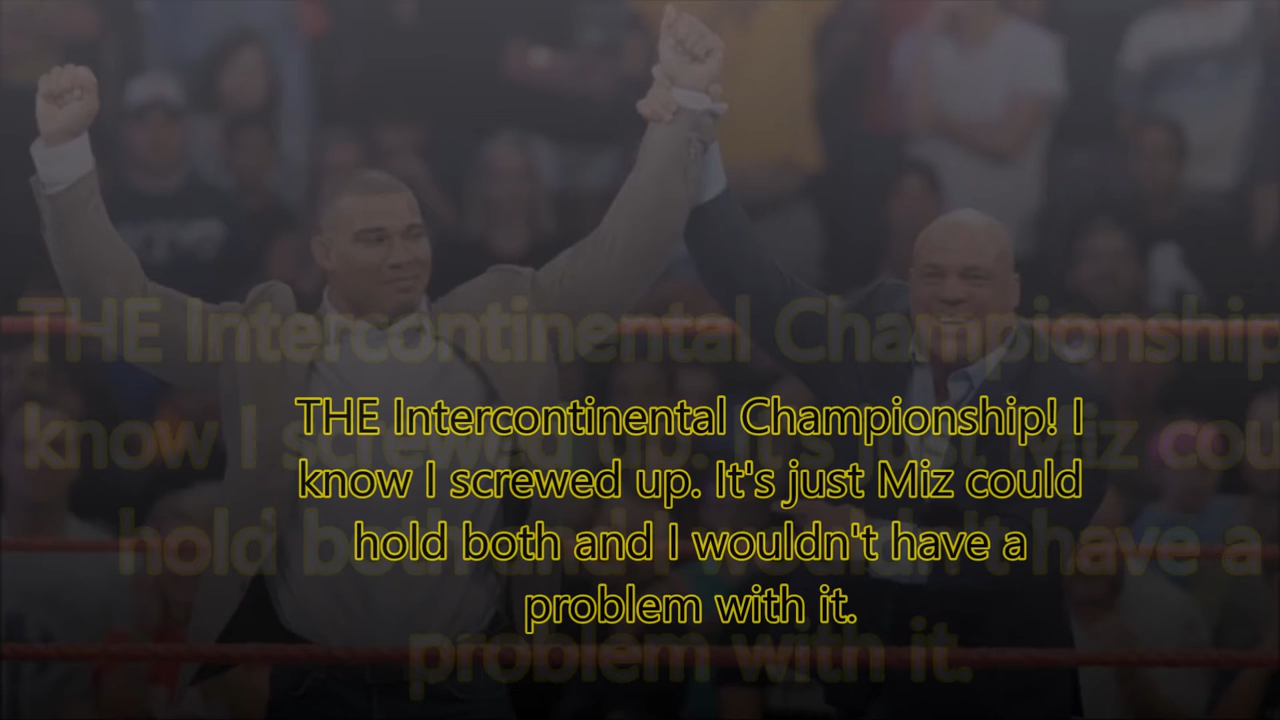 THE Intercontinental Championship! I
know I screwed up. It's just Miz could
hold both and I wouldn't have a
problem with it.